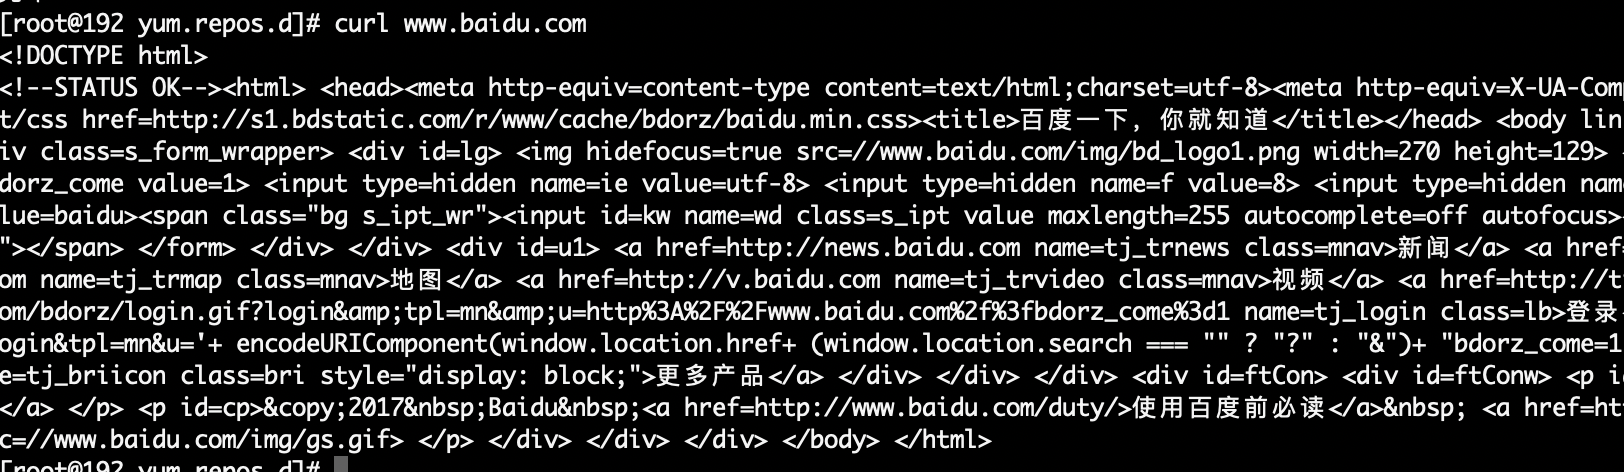 [root@192 yum.repos.d]# curl www.baidu.com
<!DOCTYPE html>
<!--STATUS OK--><html> <head><meta http-equiv=content-type content=text/html;charset=utf-8><meta http-equiv=X-UA-Com
t/css href=http://s1.bdstatic.com/r/www/cache/bdorz/baidu.min.css><title>百度一下，你就知道</title></head> <body lin
iv class=s_form_wrapper> <div id=lg> <img hidefocus=true src=//www.baidu.com/img/bd_logo1.png width=270 height=129>
dorz_come value=1> <input type=hidden name=ie value=utf-8> <input type=hidden name=f value=8> <input type=hidden nam
lue=baidu><span class="bg s_ipt_wr"><input id=kw name=wd class=s_ipt value maxlength=255 autocomplete=off autofocus>
"></span> </form> </div> </div> <div id=u1> <a href=http://news.baidu.com name=tj_trnews class=mnav>新闻</a> <a href=
om name=tj_trmap class=mnav>地图</a> <a href=http://v.baidu.com name=tj_trvideo class=mnav>视频</a> <a href=http://t
om/bdorz/login.gif?login&amp;tpl=mn&amp;u=http%3A%2F%2Fwww.baidu.com%2f%3fbdorz_come%3d1 name=tj_login class=lb>登录
ogin&tpl=mn&u='+ encodeURIComponent(window.location.href+ (window.location.search === "" ? "?" : "&")+ "bdorz_come=1
e=tj_briicon class=bri style="display: block;">更多产品</a> </div> </div> </div> <div id=ftCon> <div id=ftConw> <p id
</a> </p> <p id=cp>&copy;2017&nbsp;Baidu&nbsp;<a href=http://www.baidu.com/duty/>使用百度前必读</a>&nbsp; <a href=ht
c=//www.baidu.com/img/gs.gif> </p> </div> </div> </div> </body> </html>
[root@192 yum.repos.d]#